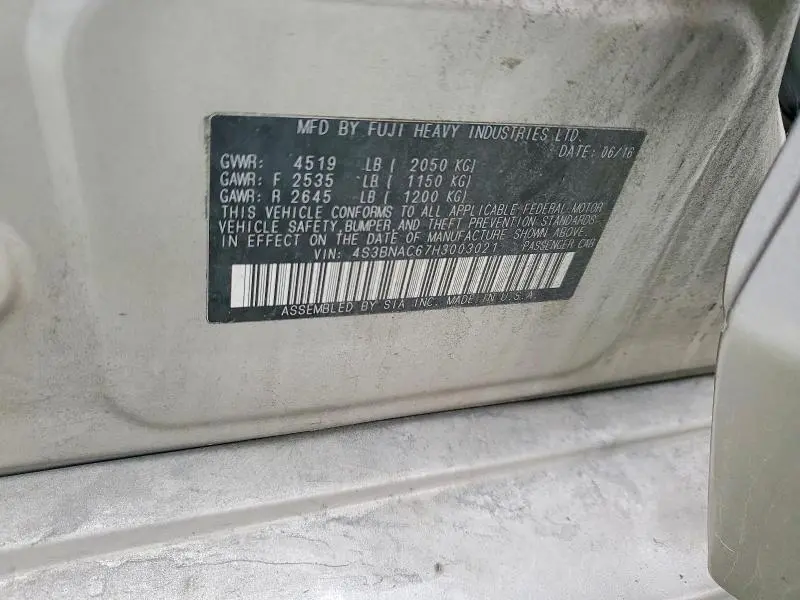 MFD BY FUJI HEAVY INDUSTRIES LTD.
DATE: 06/16
GVWR: 4519 LB ( 2050 KG)
GAWR: F 2535 LB ( 1150 KG)
GAWR: R 2645 LB ( 1200 KG)
THIS VEHICLE CONFORMS TO ALL APPLICABLE FEDERAL MOTOR
VEHICLE SAFETY, BUMPER, AND THEFT PREVENTION STANDARDS
IN EFFECT ON THE DATE OF MANUFACTURE SHOWN ABOVE.
VIN: 4S3BNAC67H3003021 PASSENGER CAR
ASSEMBLED BY SIA INC. MADE IN U.S.A.